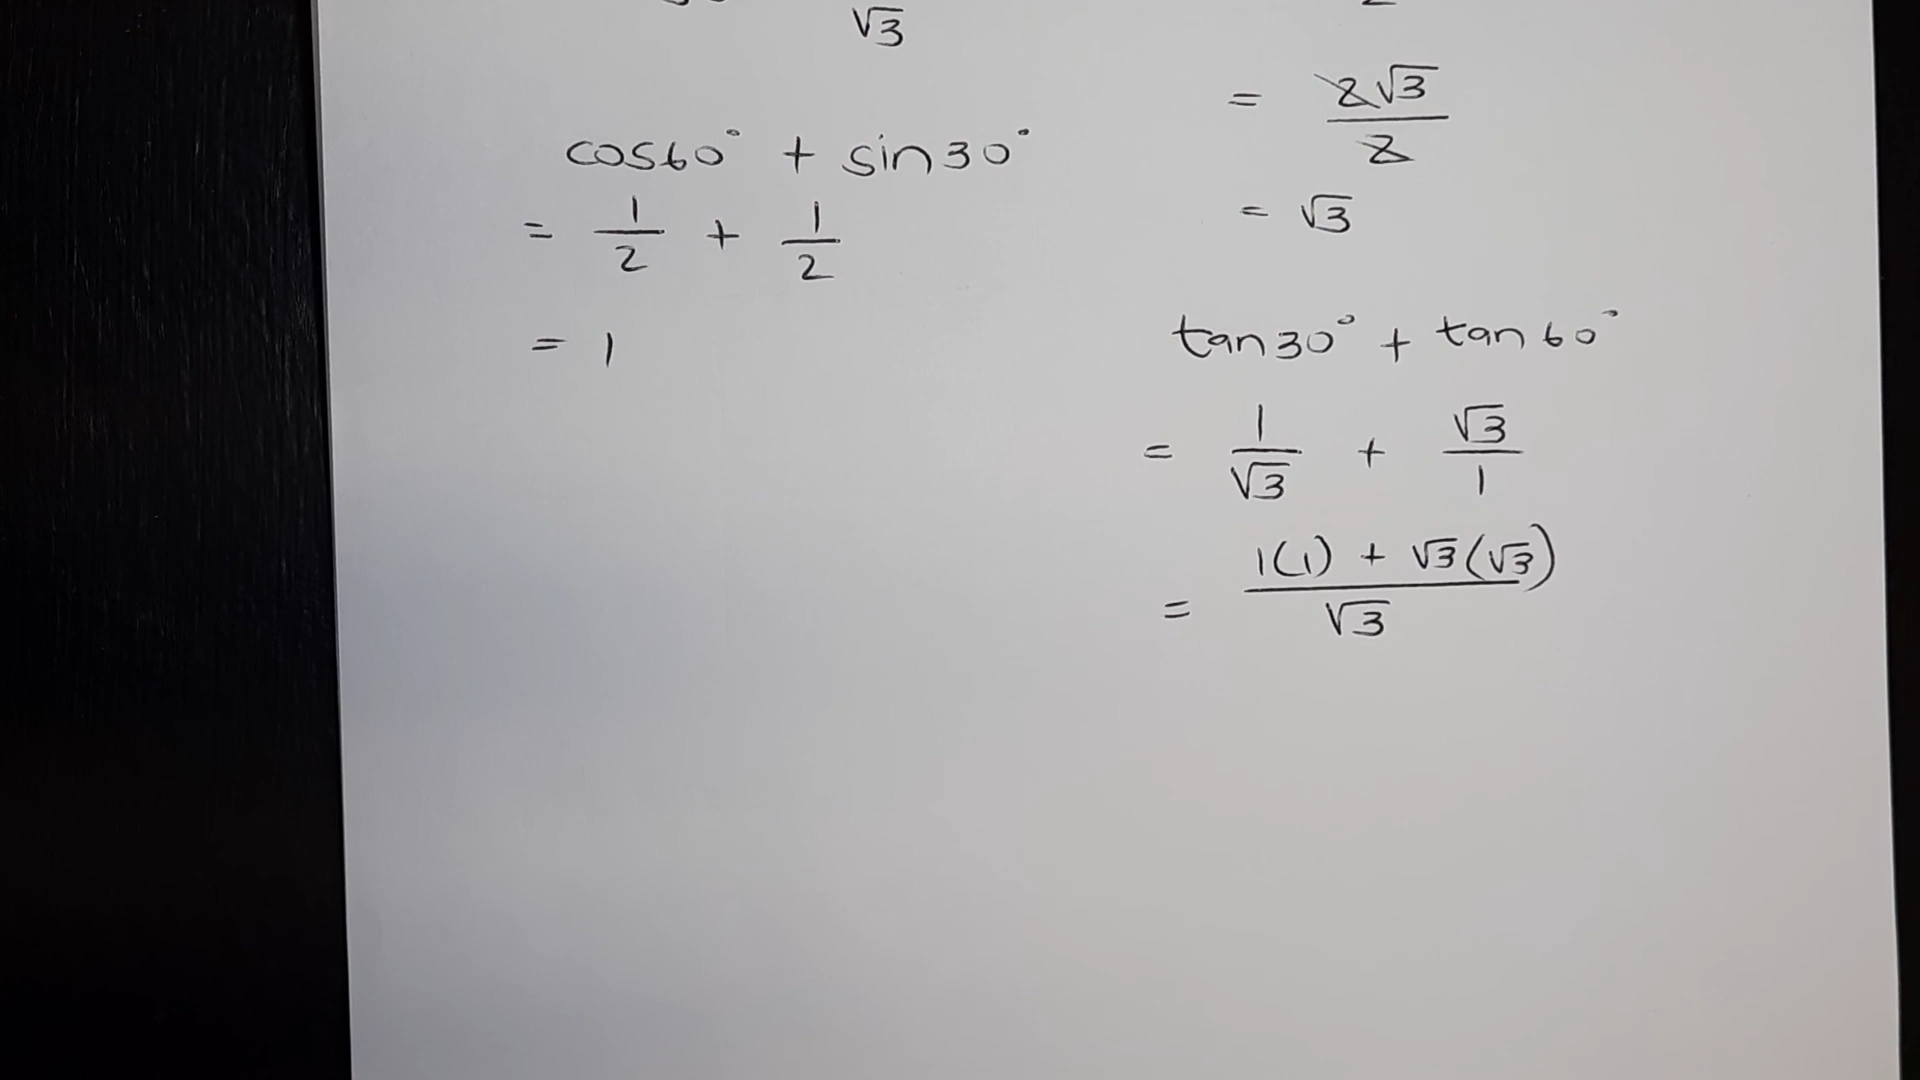 √3
cos60° + sin30°
= 1/2 + 1/2
= 1
= 2√3/2
= √3
tan30° + tan60°
= 1/√3 + √3/1
= 1(1) + √3(√3)/√3